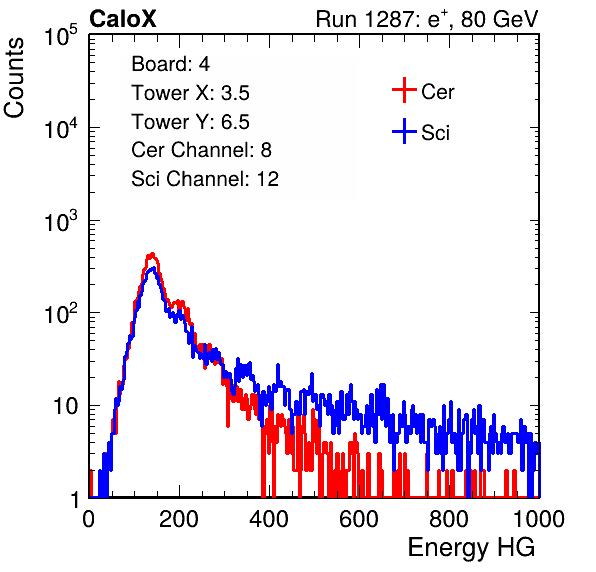 CaloX Run 1287: e⁺, 80 GeV
Counts
Board: 4
Tower X: 3.5
Tower Y: 6.5
Cer Channel: 8
Sci Channel: 12
Cer
Sci
10⁵
10⁴
10³
10²
10
1
0 200 400 600 800 1000
Energy HG